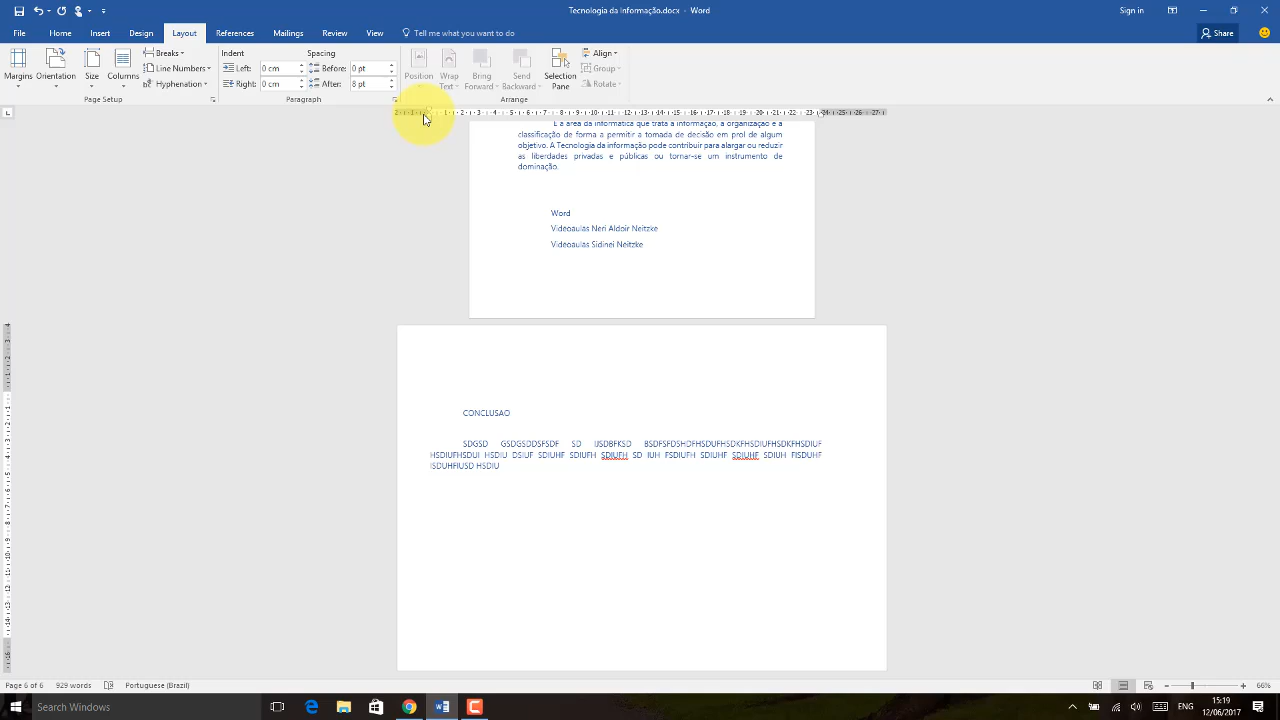 Tecnologia da Informação.docx - Word
Sign in
File Home Insert Design Layout References Mailings Review View Tell me what you want to do Share
Margins
Orientation
Size
Columns
Breaks
Line Numbers
Hyphenation
Page Setup
Indent
Left: 0 cm
Right: 0 cm
Spacing
Before: 0 pt
After: 8 pt
Paragraph
Position
Wrap Text
Bring Forward
Send Backward
Selection Pane
Align
Group
Rotate
Arrange
É a área da informática que trata a informação, a organização e a
classificação de forma a permitir a tomada de decisão em prol de algum
objetivo. A Tecnologia da informação pode contribuir para alargar ou reduzir
as liberdades privadas e públicas ou tornar-se um instrumento de
dominação.
Word
Videoaulas Neri Aldoir Neitzke
Videoaulas Sidinei Neitzke
CONCLUSAO
SDGSD GSDGSDDSFSDF SD IJSDBFKSD BSDFSFDSHDFHSDUFHSDKFHSDIUFHSDKFHSDIUF
HSDIUFHSDUI HSDIU DSIUF SDIUHF SDIUFH SDIUFH SD IUH FSDIUFH SDIUHF SDIUHF SDIUH FISDUHF
ISDUHFIUSD HSDIU
Page 6 of 6 929 words Portuguese (Brazil) 66%
Search Windows
15:19
12/06/2017